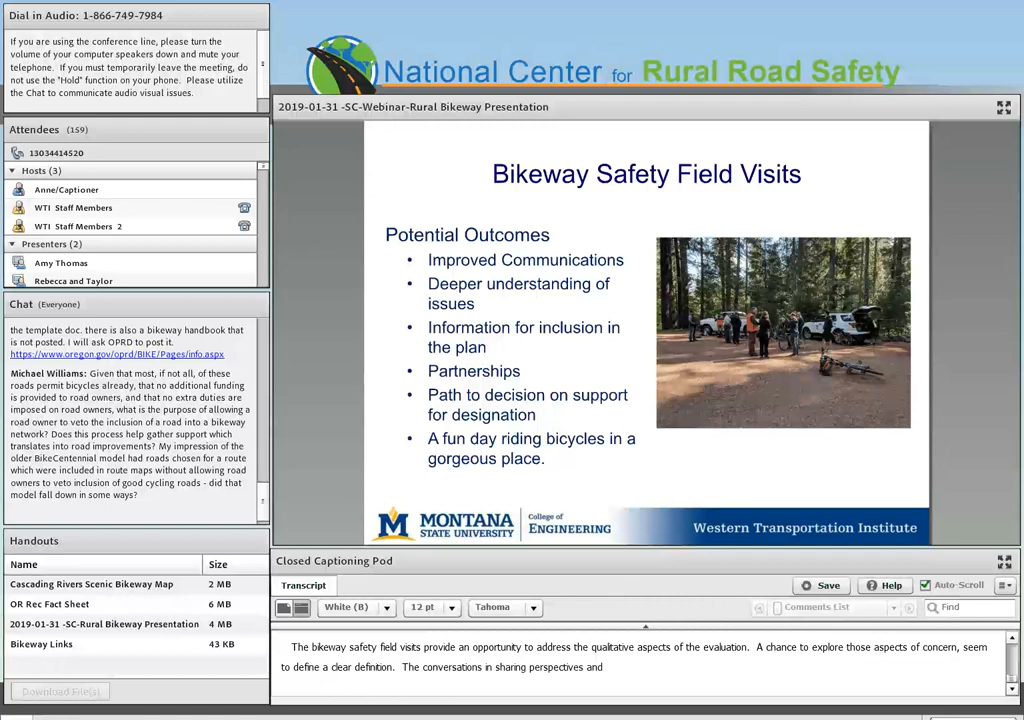 Dial in Audio: 1-866-749-7984
If you are using the conference line, please turn the
volume of your computer speakers down and mute your
telephone. If you must temporarily leave the meeting, do
not use the "Hold" function on your phone. Please utilize
the Chat to communicate audio visual issues.
Attendees (159)
13034414520
Hosts (3)
Anne/Captioner
WTI Staff Members
WTI Staff Members 2
Presenters (2)
Amy Thomas
Rebecca and Taylor
Chat (Everyone)
the template doc. there is also a bikeway handbook that
is not posted. I will ask OPRD to post it.
https://www.oregon.gov/oprd/BIKE/Pages/info.aspx
Michael Williams: Given that most, if not all, of these
roads permit bicycles already, that no additional funding
is provided to road owners, and that no extra duties are
imposed on road owners, what is the purpose of allowing a
road owner to veto the inclusion of a road into a bikeway
network? Does this process help gather support which
translates into road improvements? My impression of the
older BikeCentennial model had roads chosen for a route
which were included in route maps without allowing road
owners to veto inclusion of good cycling roads - did that
model fall down in some ways?
Handouts
Name Size
Cascading Rivers Scenic Bikeway Map 2 MB
OR Rec Fact Sheet 6 MB
2019-01-31 -SC-Rural Bikeway Presentation 4 MB
Bikeway Links 43 KB
Download File(s)
National Center for Rural Road Safety
2019-01-31 -SC-Webinar-Rural Bikeway Presentation
Bikeway Safety Field Visits
Potential Outcomes
• Improved Communications
• Deeper understanding of
issues
• Information for inclusion in
the plan
• Partnerships
• Path to decision on support
for designation
• A fun day riding bicycles in a
gorgeous place.
M MONTANA
STATE UNIVERSITY
College of
ENGINEERING
Western Transportation Institute
Closed Captioning Pod
Transcript
Save
Help
Auto-Scroll
White (B)
12 pt
Tahoma
Comments List
Find
The bikeway safety field visits provide an opportunity to address the qualitative aspects of the evaluation. A chance to explore those aspects of concern, seem
to define a clear definition. The conversations in sharing perspectives and